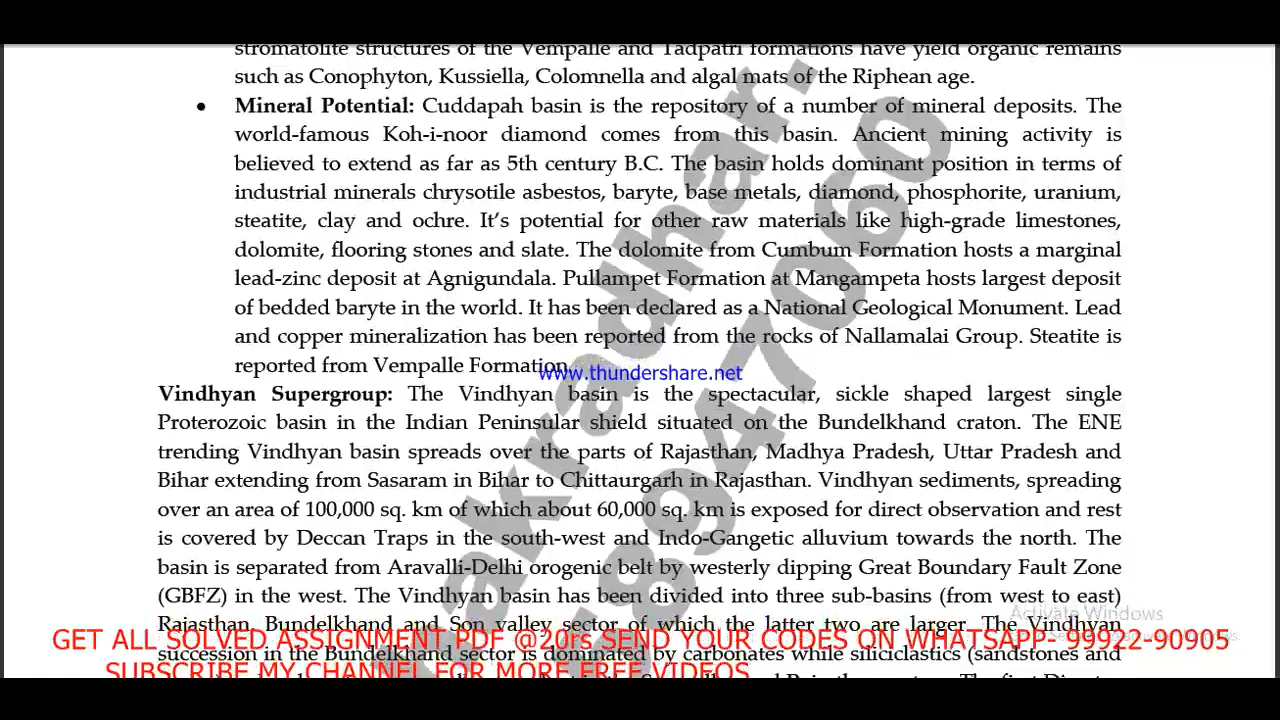 stromatolite structures of the Vempalle and Tadpatri formations have yield organic remains
such as Conophyton, Kussiella, Colomnella and algal mats of the Riphean age.
• Mineral Potential: Cuddapah basin is the repository of a number of mineral deposits. The
world-famous Koh-i-noor diamond comes from this basin. Ancient mining activity is
believed to extend as far as 5th century B.C. The basin holds dominant position in terms of
industrial minerals chrysotile asbestos, baryte, base metals, diamond, phosphorite, uranium,
steatite, clay and ochre. It's potential for other raw materials like high-grade limestones,
dolomite, flooring stones and slate. The dolomite from Cumbum Formation hosts a marginal
lead-zinc deposit at Agnigundala. Pullampet Formation at Mangampeta hosts largest deposit
of bedded baryte in the world. It has been declared as a National Geological Monument. Lead
and copper mineralization has been reported from the rocks of Nallamalai Group. Steatite is
reported from Vempalle Formation.
www.thundershare.net
Vindhyan Supergroup: The Vindhyan basin is the spectacular, sickle shaped largest single
Proterozoic basin in the Indian Peninsular shield situated on the Bundelkhand craton. The ENE
trending Vindhyan basin spreads over the parts of Rajasthan, Madhya Pradesh, Uttar Pradesh and
Bihar extending from Sasaram in Bihar to Chittaurgarh in Rajasthan. Vindhyan sediments, spreading
over an area of 100,000 sq. km of which about 60,000 sq. km is exposed for direct observation and rest
is covered by Deccan Traps in the south-west and Indo-Gangetic alluvium towards the north. The
basin is separated from Aravalli-Delhi orogenic belt by westerly dipping Great Boundary Fault Zone
(GBFZ) in the west. The Vindhyan basin has been divided into three sub-basins (from west to east)
Activate Windows
Rajasthan, Bundelkhand and Son valley sector of which the latter two are larger. The Vindhyan
GET ALL SOLVED ASSIGNMENT PDF @20rs SEND YOUR CODES ON WHATSAPP- 99922-90905
succession in the Bundelkhand sector is dominated by carbonates while siliciclastics (sandstones and
SUBSCRIBE MY CHANNEL FOR MORE FREE VIDEOS
akradhar.
58947060